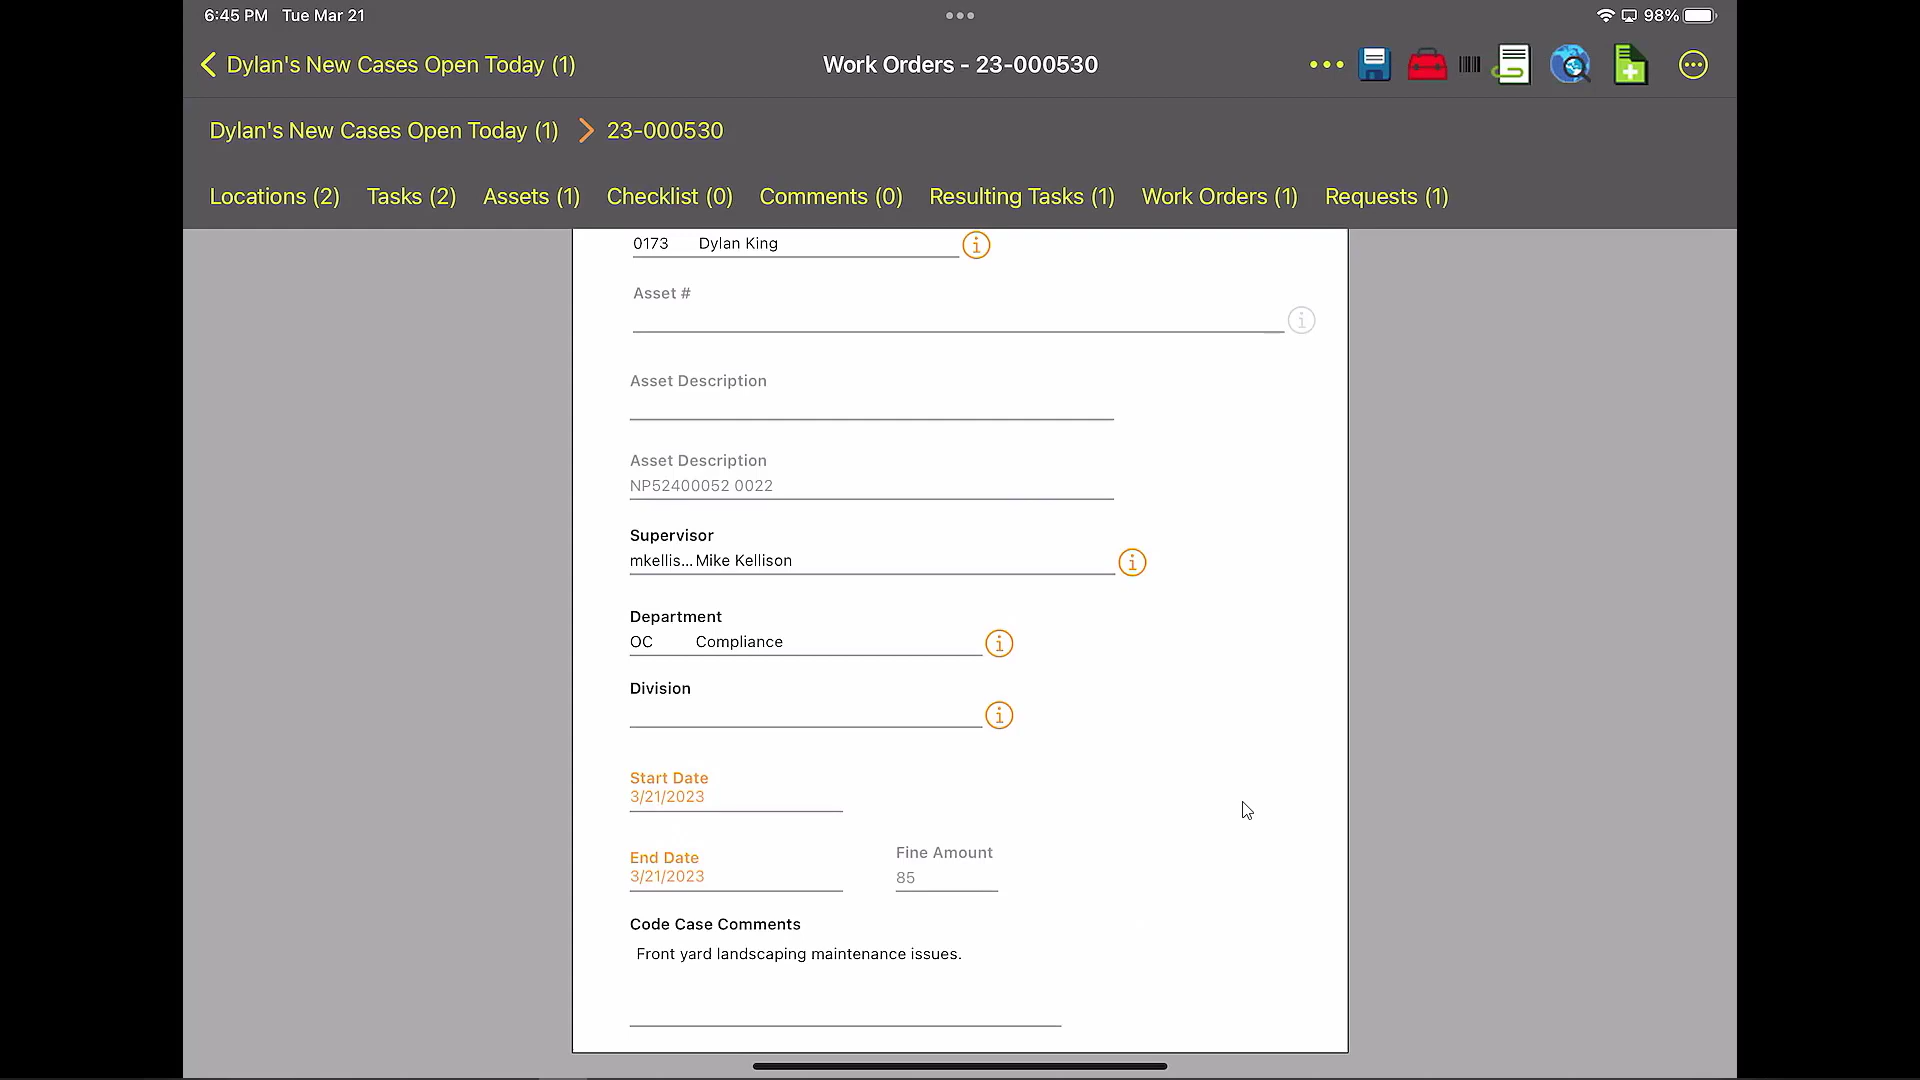 6:45 PM Tue Mar 21
98%
Dylan's New Cases Open Today (1)
Work Orders - 23-000530
Dylan's New Cases Open Today (1) 23-000530
Locations (2) Tasks (2) Assets (1) Checklist (0) Comments (0) Resulting Tasks (1) Work Orders (1) Requests (1)
0173 Dylan King
Asset #
Asset Description
Asset Description
NP52400052 0022
Supervisor
mkellis... Mike Kellison
Department
OC Compliance
Division
Start Date
3/21/2023
End Date
3/21/2023
Fine Amount
85
Code Case Comments
Front yard landscaping maintenance issues.